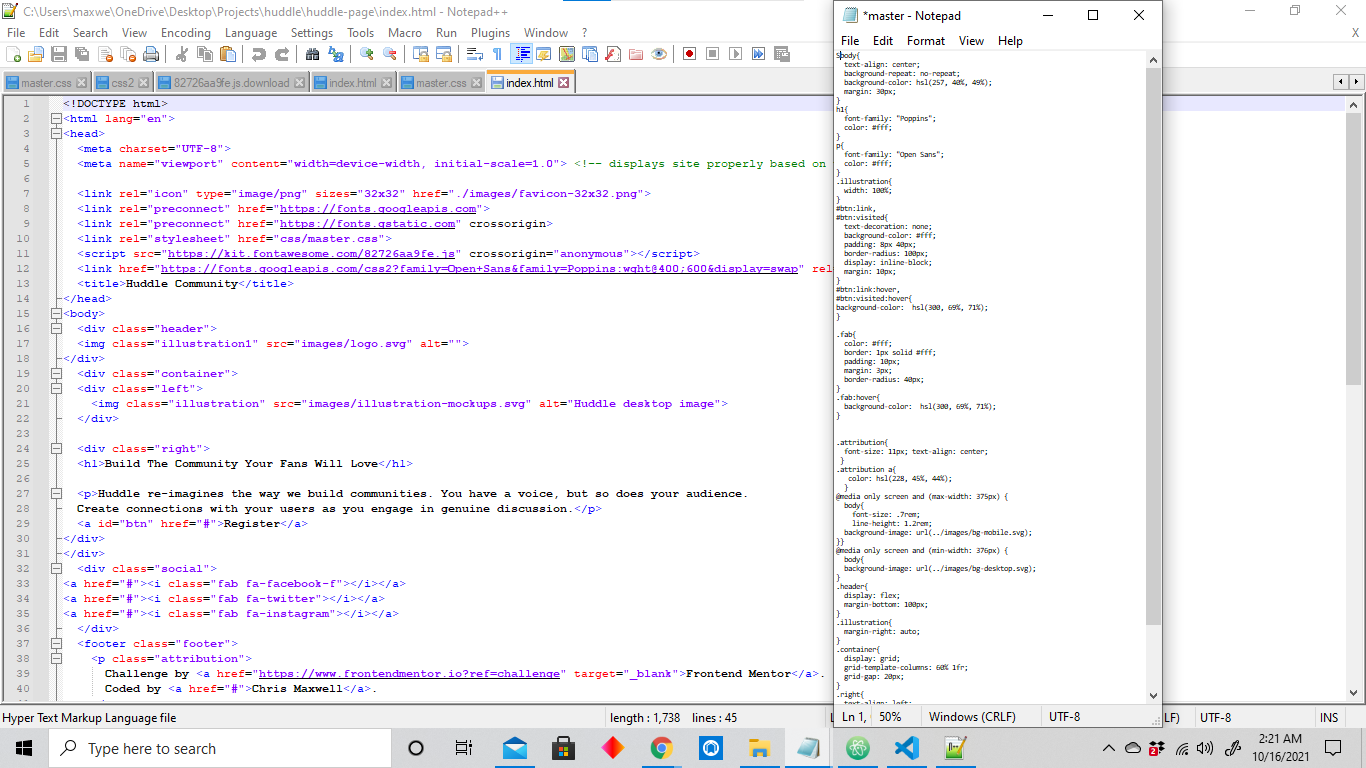 C:\Users\maxwe\OneDrive\Desktop\Projects\huddle\huddle-page\index.html - Notepad++
File Edit Search View Encoding Language Settings Tools Macro Run Plugins Window ?
X
master.css css2 82726aa9fe.js.download index.html master.css index.html
1 <!DOCTYPE html>
2 <html lang="en">
3 <head>
4 <meta charset="UTF-8">
5 <meta name="viewport" content="width=device-width, initial-scale=1.0"> <!-- displays site properly based on
6
7 <link rel="icon" type="image/png" sizes="32x32" href="./images/favicon-32x32.png">
8 <link rel="preconnect" href="https://fonts.googleapis.com">
9 <link rel="preconnect" href="https://fonts.gstatic.com" crossorigin>
10 <link rel="stylesheet" href="css/master.css">
11 <script src="https://kit.fontawesome.com/82726aa9fe.js" crossorigin="anonymous"></script>
12 <link href="https://fonts.googleapis.com/css2?family=Open+Sans&family=Poppins:wght@400;600&display=swap" rel
13 <title>Huddle Community</title>
14 </head>
15 <body>
16 <div class="header">
17 <img class="illustration1" src="images/logo.svg" alt="">
18 </div>
19 <div class="container">
20 <div class="left">
21 <img class="illustration" src="images/illustration-mockups.svg" alt="Huddle desktop image">
22 </div>
23
24 <div class="right">
25 <h1>Build The Community Your Fans Will Love</h1>
26
27 <p>Huddle re-imagines the way we build communities. You have a voice, but so does your audience.
28 Create connections with your users as you engage in genuine discussion.</p>
29 <a id="btn" href="#">Register</a>
30 </div>
31 </div>
32 <div class="social">
33 <a href="#"><i class="fab fa-facebook-f"></i></a>
34 <a href="#"><i class="fab fa-twitter"></i></a>
35 <a href="#"><i class="fab fa-instagram"></i></a>
36 </div>
37 <footer class="footer">
38 <p class="attribution">
39 Challenge by <a href="https://www.frontendmentor.io?ref=challenge" target="_blank">Frontend Mentor</a>.
40 Coded by <a href="#">Chris Maxwell</a>.
Hyper Text Markup Language file
length : 1,738 lines : 45
L
LF) UTF-8 INS
*master - Notepad
File Edit Format View Help
body{
text-align: center;
background-repeat: no-repeat;
background-color: hsl(257, 40%, 49%);
margin: 30px;
}
h1{
font-family: "Poppins";
color: #fff;
}
p{
font-family: "Open Sans";
color: #fff;
}
.illustration{
width: 100%;
}
#btn:link,
#btn:visited{
text-decoration: none;
background-color: #fff;
padding: 8px 40px;
border-radius: 100px;
display: inline-block;
margin: 10px;
}
#btn:link:hover,
#btn:visited:hover{
background-color: hsl(300, 69%, 71%);
}
.fab{
color: #fff;
border: 1px solid #fff;
padding: 10px;
margin: 3px;
border-radius: 40px;
}
.fab:hover{
background-color: hsl(300, 69%, 71%);
}
.attribution{
font-size: 11px; text-align: center;
}
.attribution a{
color: hsl(228, 45%, 44%);
}
@media only screen and (max-width: 375px) {
body{
font-size: .7rem;
line-height: 1.2rem;
background-image: url(../images/bg-mobile.svg);
}}
@media only screen and (min-width: 376px) {
body{
background-image: url(../images/bg-desktop.svg);
}
.header{
display: flex;
margin-bottom: 100px;
}
.illustration{
margin-right: auto;
}
.container{
display: grid;
grid-template-columns: 60% 1fr;
grid-gap: 20px;
}
.right{
text-align: left;
Ln 1, 50% Windows (CRLF) UTF-8
Type here to search
2
2:21 AM
10/16/2021